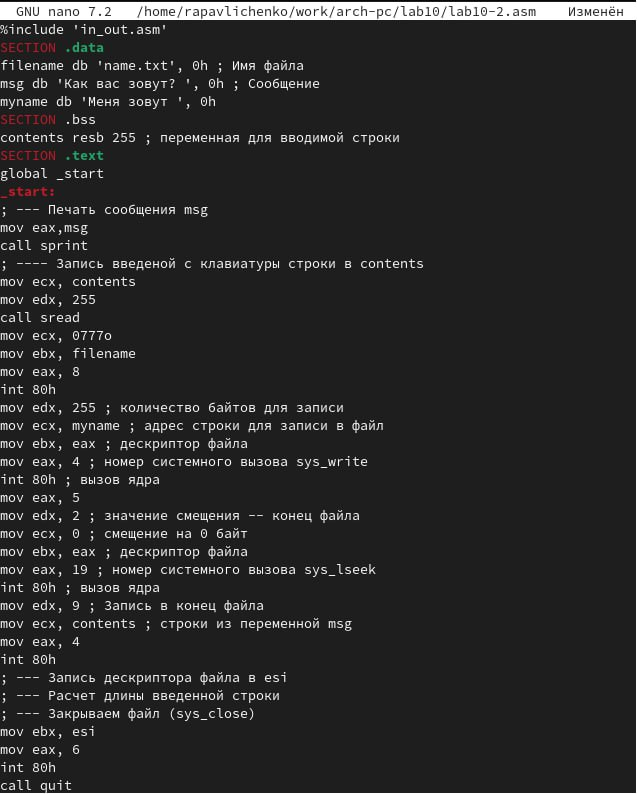 GNU nano 7.2 /home/rapavlichenko/work/arch-pc/lab10/lab10-2.asm Изменён
%include 'in_out.asm'
SECTION .data
filename db 'name.txt', 0h ; Имя файла
msg db 'Как вас зовут? ', 0h ; Сообщение
myname db 'Меня зовут ', 0h
SECTION .bss
contents resb 255 ; переменная для вводимой строки
SECTION .text
global _start
_start:
; --- Печать сообщения msg
mov eax,msg
call sprint
; ---- Запись введеной с клавиатуры строки в contents
mov ecx, contents
mov edx, 255
call sread
mov ecx, 0777o
mov ebx, filename
mov eax, 8
int 80h
mov edx, 255 ; количество байтов для записи
mov ecx, myname ; адрес строки для записи в файл
mov ebx, eax ; дескриптор файла
mov eax, 4 ; номер системного вызова sys_write
int 80h ; вызов ядра
mov eax, 5
mov edx, 2 ; значение смещения -- конец файла
mov ecx, 0 ; смещение на 0 байт
mov ebx, eax ; дескриптор файла
mov eax, 19 ; номер системного вызова sys_lseek
int 80h ; вызов ядра
mov edx, 9 ; Запись в конец файла
mov ecx, contents ; строки из переменной msg
mov eax, 4
int 80h
; --- Запись дескриптора файла в esi
; --- Расчет длины введенной строки
; --- Закрываем файл (sys_close)
mov ebx, esi
mov eax, 6
int 80h
call quit